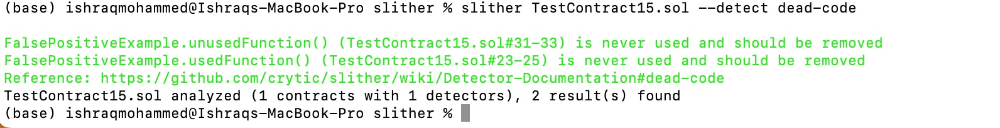 (base) ishraqmohammed@Ishraqs-MacBook-Pro slither % slither TestContract15.sol --detect dead-code
FalsePositiveExample.unusedFunction() (TestContract15.sol#31-33) is never used and should be removed
FalsePositiveExample.usedFunction() (TestContract15.sol#23-25) is never used and should be removed
Reference: https://github.com/crytic/slither/wiki/Detector-Documentation#dead-code
TestContract15.sol analyzed (1 contracts with 1 detectors), 2 result(s) found
(base) ishraqmohammed@Ishraqs-MacBook-Pro slither %